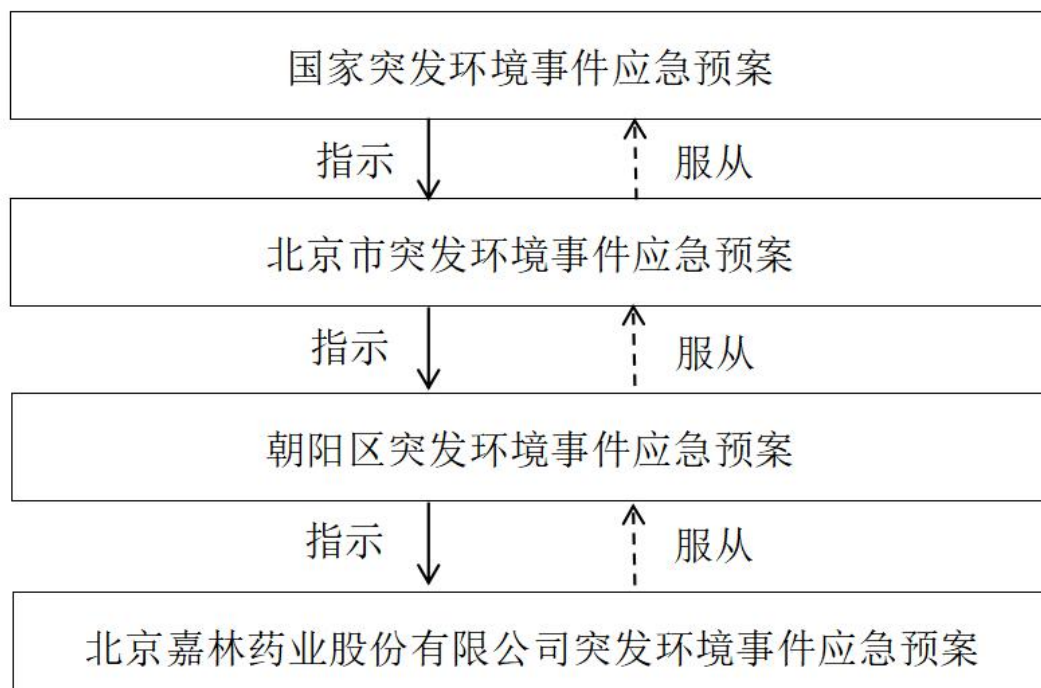 国家突发环境事件应急预案
指示 服从
北京市突发环境事件应急预案
指示 服从
朝阳区突发环境事件应急预案
指示 服从
北京嘉林药业股份有限公司突发环境事件应急预案